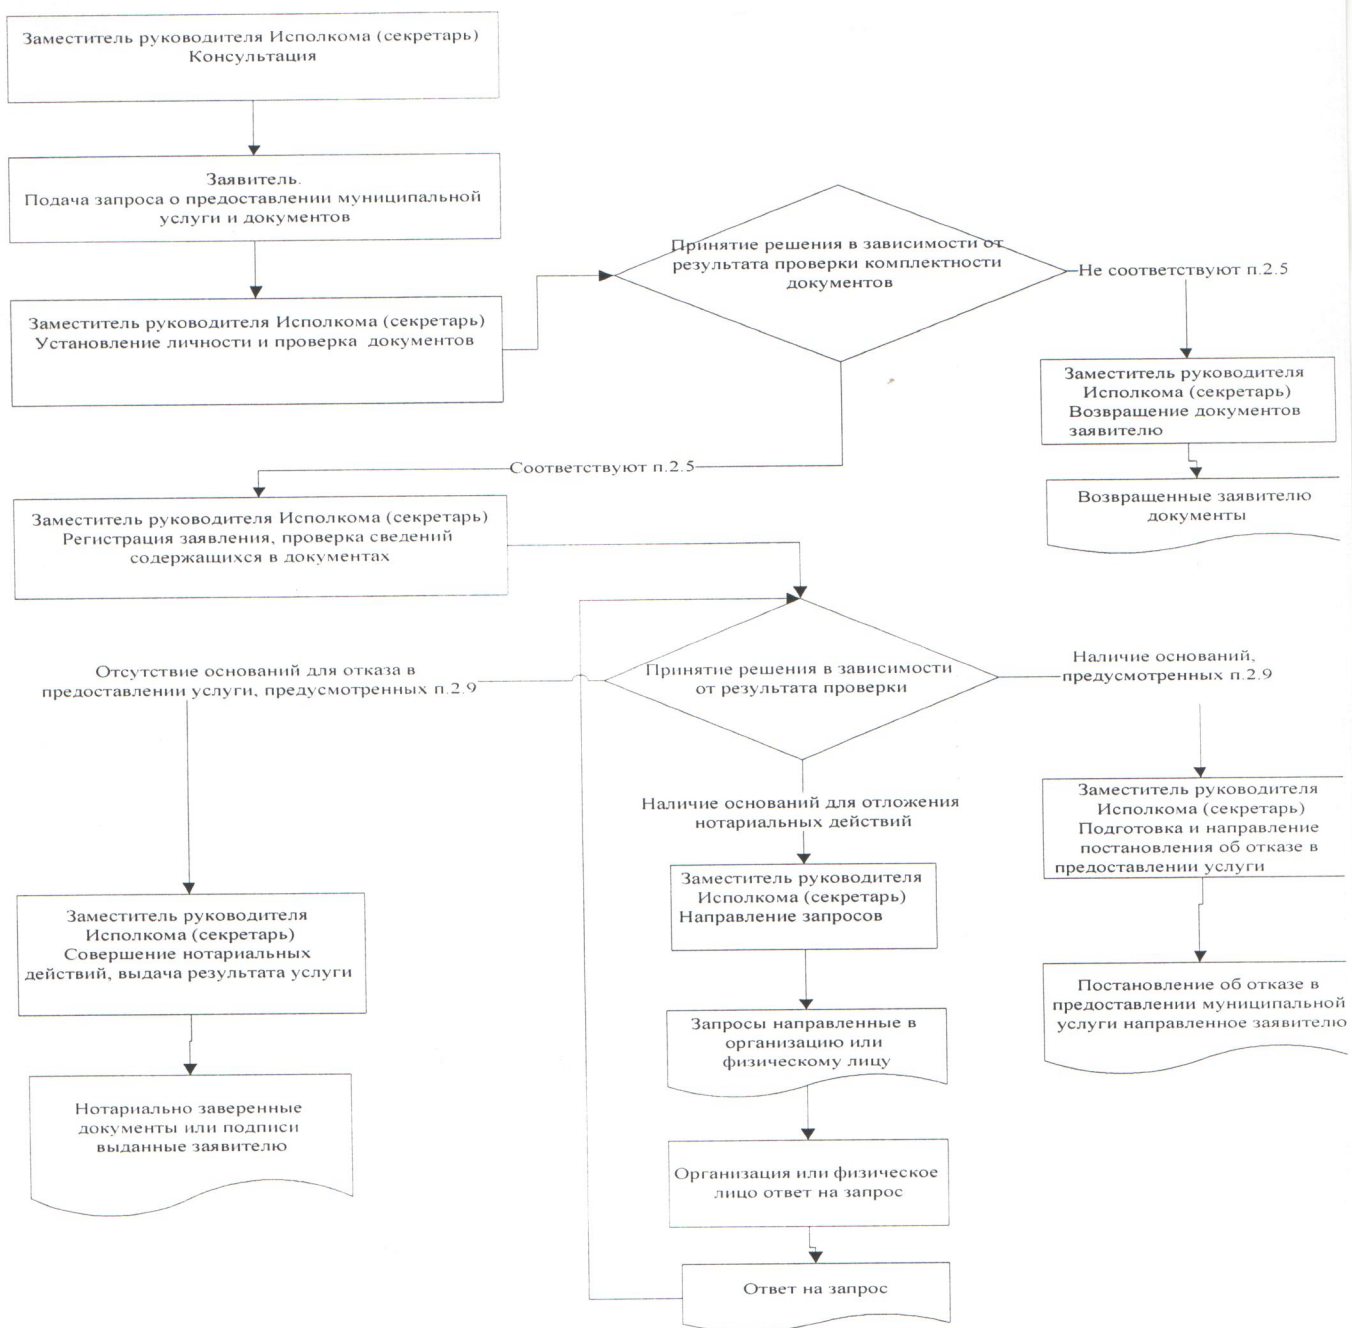 Заместитель руководителя Исполкома (секретарь)
Консультация
Заявитель.
Подача запроса о предоставлении муниципальной
услуги и документов
Заместитель руководителя Исполкома (секретарь)
Установление личности и проверка документов
Принятие решения в зависимости от
результата проверки комплектности
документов
Не соответствуют п.2.5
Заместитель руководителя
Исполкома (секретарь)
Возвращение документов
заявителю
Возвращенные заявителю
документы
Соответствуют п.2.5
Заместитель руководителя Исполкома (секретарь)
Регистрация заявления, проверка сведений
содержащихся в документах
Отсутствие оснований для отказа в
предоставлении услуги, предусмотренных п.2.9
Принятие решения в зависимости
от результата проверки
Наличие оснований,
предусмотренных п.2.9
Наличие оснований для отложения
нотариальных действий
Заместитель руководителя
Исполкома (секретарь)
Подготовка и направление
постановления об отказе в
предоставлении услуги
Заместитель руководителя
Исполкома (секретарь)
Направление запросов
Заместитель руководителя
Исполкома (секретарь)
Совершение нотариальных
действий, выдача результата услуги
Постановление об отказе в
предоставлении муниципальной
услуги направленное заявителю
Запросы направленные в
организацию или
физическому лицу
Нотариально заверенные
документы или подписи
выданные заявителю
Организация или физическое
лицо ответ на запрос
Ответ на запрос